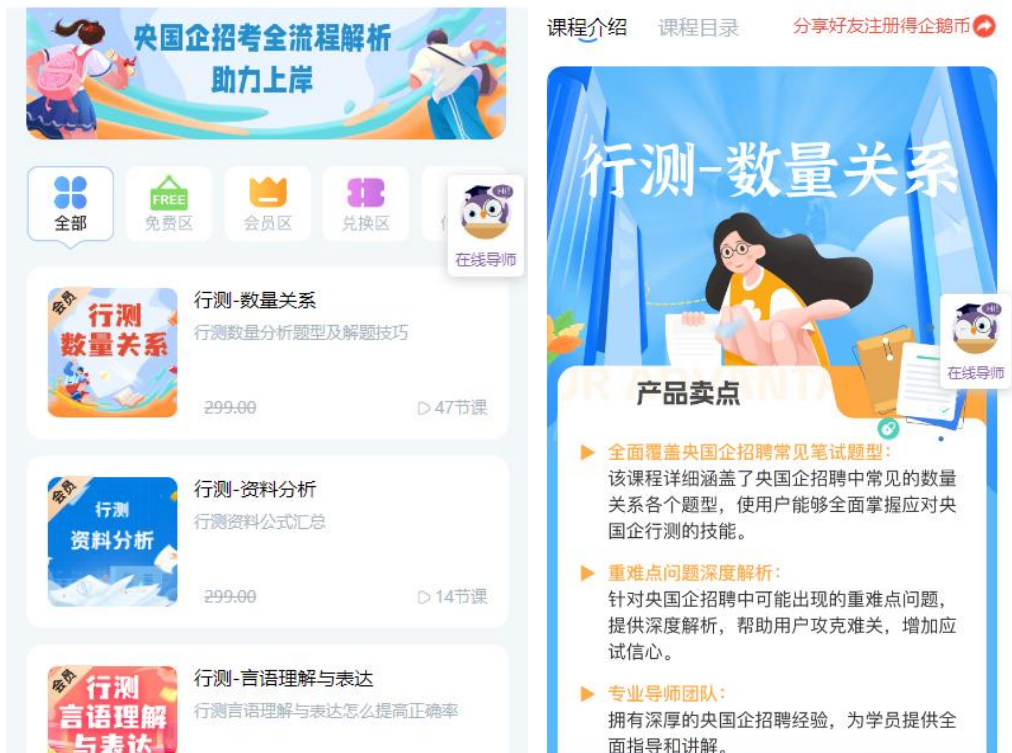 央国企招考全流程解析
助力上岸
全部
FREE
免费区
会员区
兑换区
Hi!
在线导师
会员
行测
数量关系
行测-数量关系
行测数量分析题型及解题技巧
299.00
47节课
会员
行测
资料分析
行测-资料分析
行测资料公式汇总
299.00
14节课
会员
行测
言语理解
与表达
行测-言语理解与表达
行测言语理解与表达怎么提高正确率
课程介绍
课程目录
分享好友注册得企鹅币
行测-数量关系
Hi!
在线导师
产品卖点
全面覆盖央国企招聘常见笔试题型：
该课程详细涵盖了央国企招聘中常见的数量
关系各个题型，使用户能够全面掌握应对央
国企行测的技能。
重难点问题深度解析：
针对央国企招聘中可能出现的重难点问题，
提供深度解析，帮助用户攻克难关，增加应
试信心。
专业导师团队：
拥有深厚的央国企招聘经验，为学员提供全
面指导和讲解。